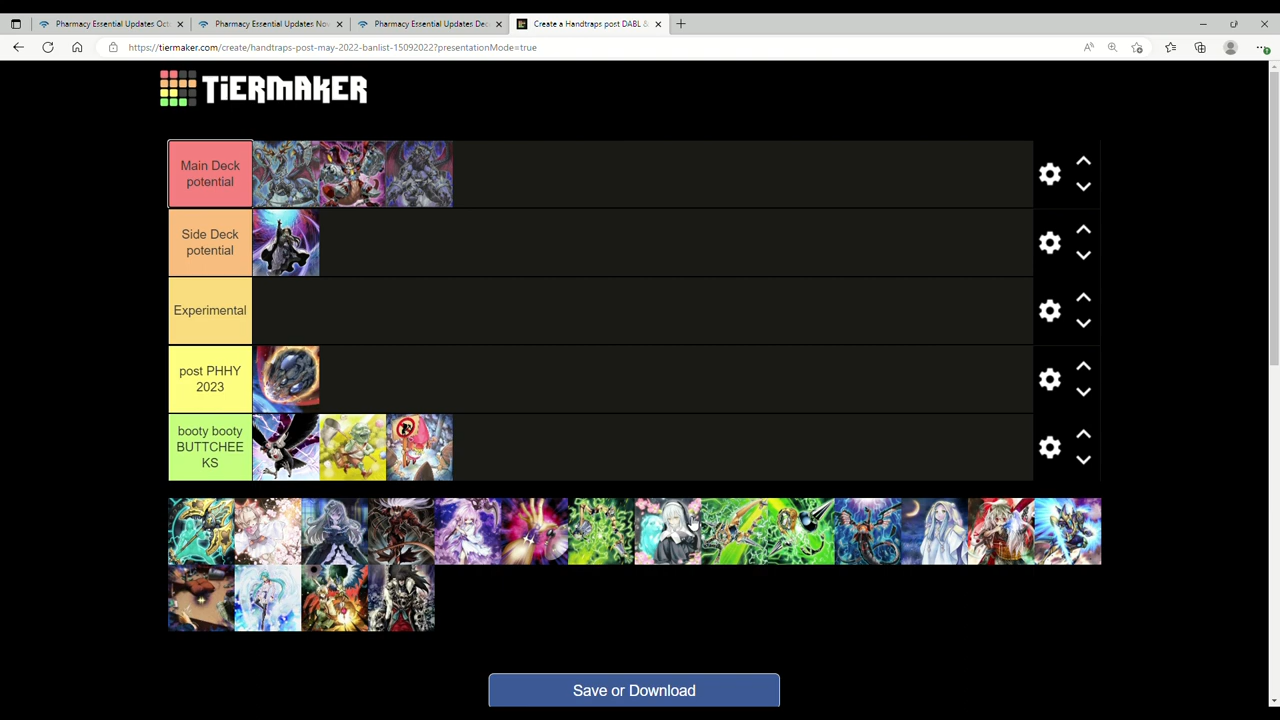 Pharmacy Essential Updates Oct
Pharmacy Essential Updates Nov
Pharmacy Essential Updates Dec
Create a Handtraps post DABL &
https://tiermaker.com/create/handtraps-post-may-2022-banlist-15092022?presentationMode=true
TiERMAKER
Main Deck
potential
Side Deck
potential
Experimental
post PHHY
2023
booty booty
BUTTCHEE
KS
Save or Download